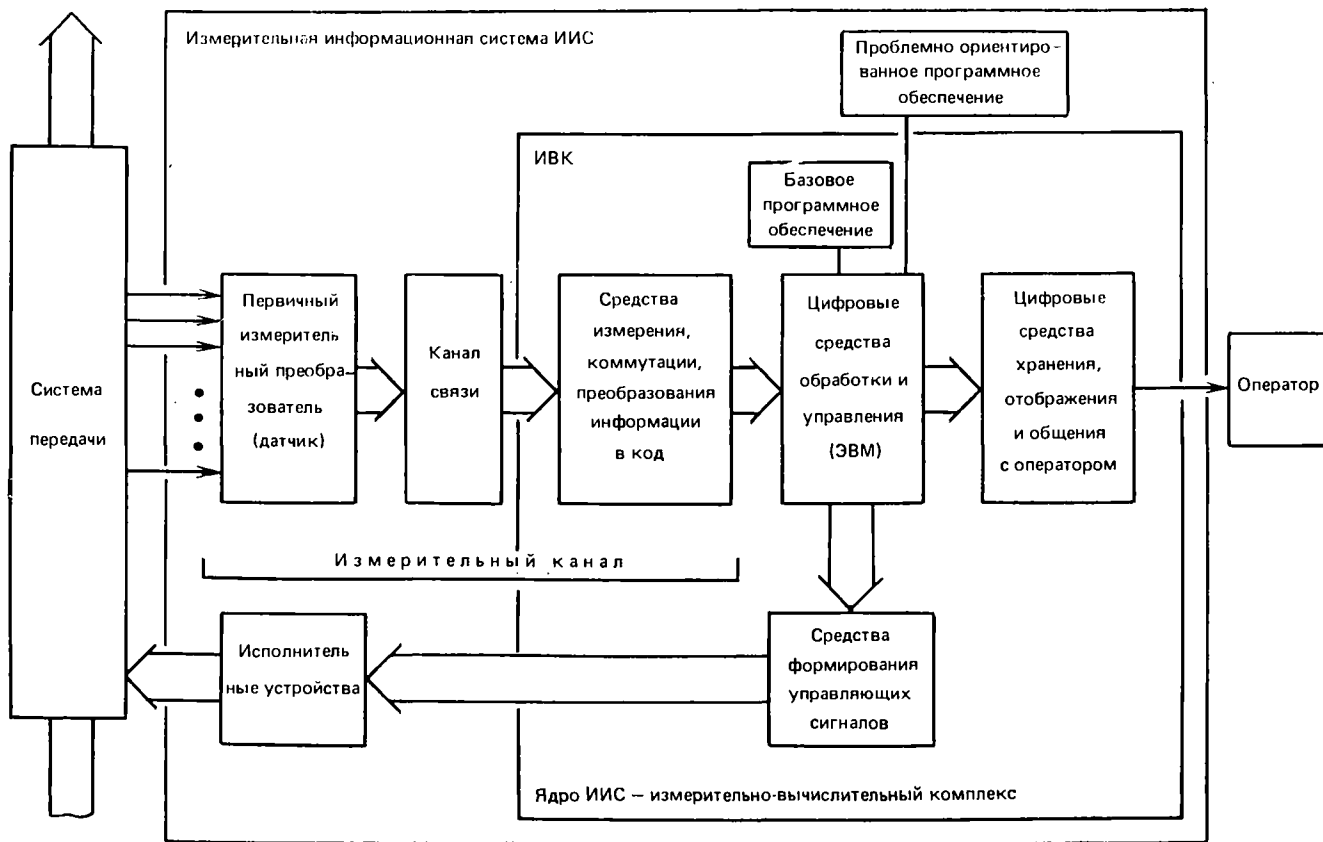 Измерительная информационная система ИИС
Проблемно ориентиро-
ванное программное
обеспечение
ИВК
Базовое
программное
обеспечение
Система
передачи
Первичный
измеритель
ный преобра-
зователь
(датчик)
Канал
связи
Средства
измерения,
коммутации,
преобразования
информации
в код
Цифровые
средства
обработки и
управления
(ЭВМ)
Цифровые
средства
хранения,
отображения
и общения
с оператором
Оператор
Измерительный канал
Исполнитель
ные устройства
Средства
формирования
управляющих
сигналов
Ядро ИИС — измерительно-вычислительный комплекс